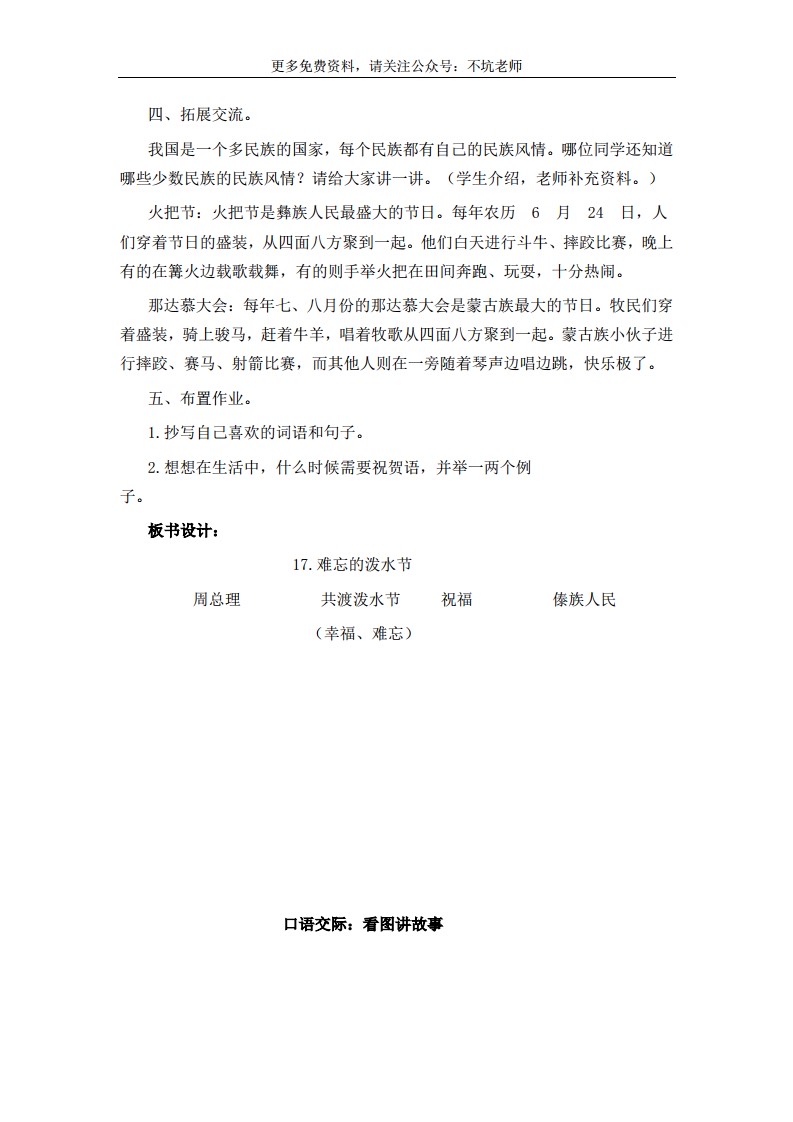 更多免费资料，请关注公众号：不坑老师
四、拓展交流。
我国是一个多民族的国家，每个民族都有自己的民族风情。哪位同学还知道
哪些少数民族的民族风情？请给大家讲一讲。（学生介绍，老师补充资料。）
火把节：火把节是彝族人民最盛大的节日。每年农历 6 月 24 日，人
们穿着节日的盛装，从四面八方聚到一起。他们白天进行斗牛、摔跤比赛，晚上
有的在篝火边载歌载舞，有的则手举火把在田间奔跑、玩耍，十分热闹。
那达慕大会：每年七、八月份的那达慕大会是蒙古族最大的节日。牧民们穿
着盛装，骑上骏马，赶着牛羊，唱着牧歌从四面八方聚到一起。蒙古族小伙子进
行摔跤、赛马、射箭比赛，而其他人则在一旁随着琴声边唱边跳，快乐极了。
五、布置作业。
1.抄写自己喜欢的词语和句子。
2.想想在生活中，什么时候需要祝贺语，并举一两个例
子。
板书设计：
17.难忘的泼水节
周总理 共渡泼水节 祝福 傣族人民
（幸福、难忘）
口语交际：看图讲故事